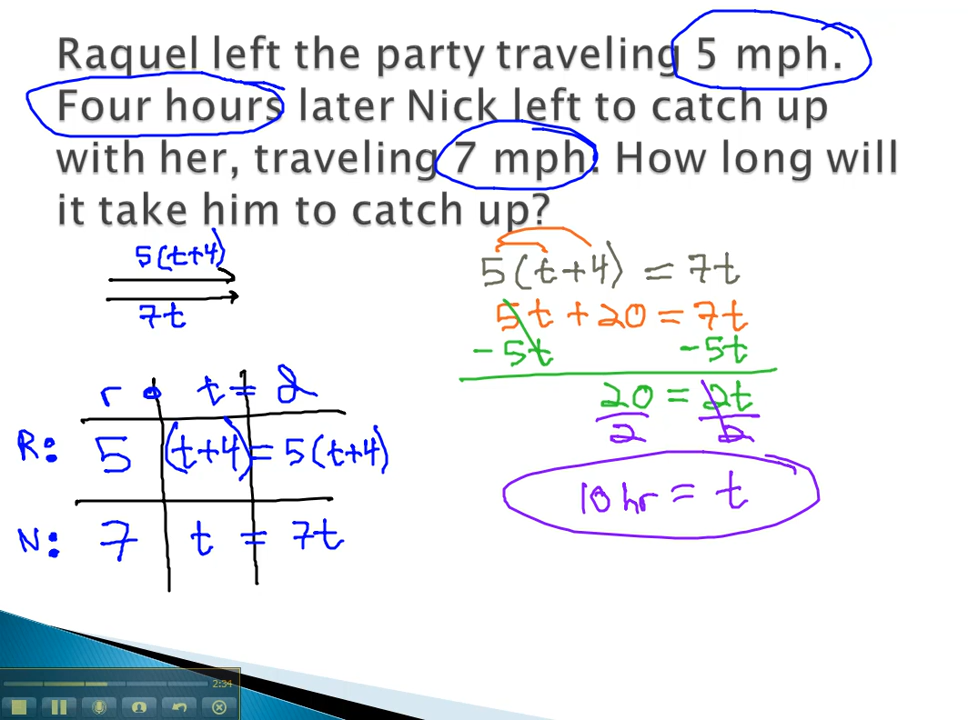 Raquel left the party traveling 5 mph.
Four hours later Nick left to catch up
with her, traveling 7 mph. How long will
it take him to catch up?
5(t+4)
7t
r • t = d
R: 5 (t+4) = 5(t+4)
N: 7 t = 7t
5(t+4) = 7t
5t + 20 = 7t
-5t -5t
20 = 2t
2 2
10 hr = t
2:34